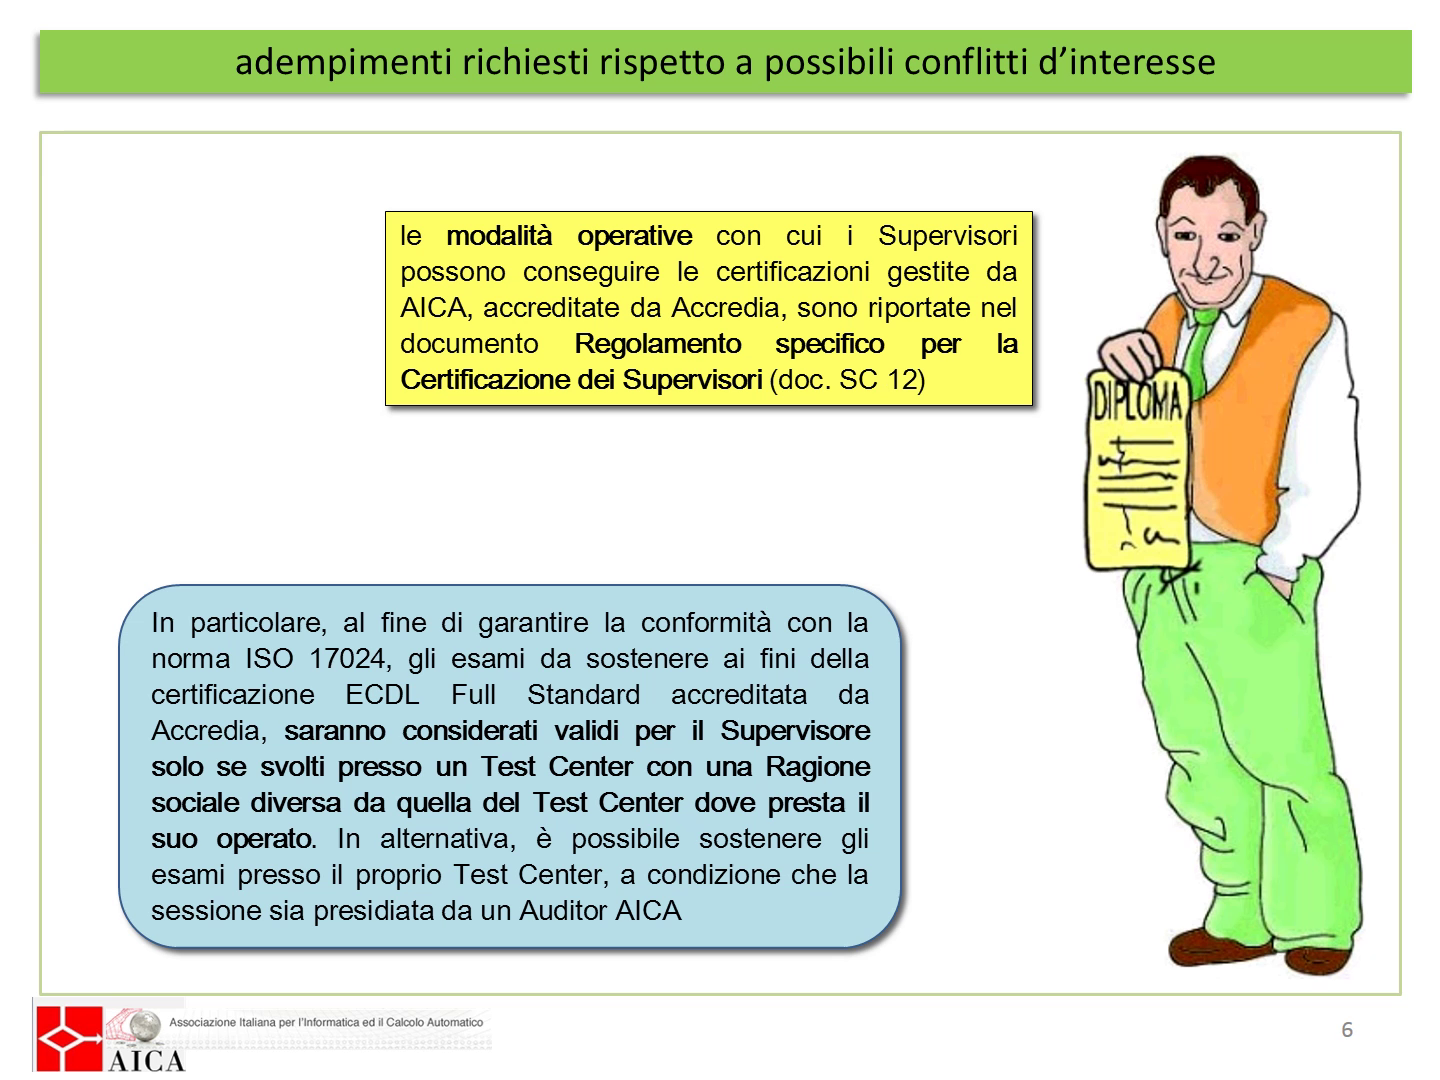 adempimenti richiesti rispetto a possibili conflitti d’interesse
le modalità operative con cui i Supervisori
possono conseguire le certificazioni gestite da
AICA, accreditate da Accredia, sono riportate nel
documento Regolamento specifico per la
Certificazione dei Supervisori (doc. SC 12)
DIPLOMA
In particolare, al fine di garantire la conformità con la
norma ISO 17024, gli esami da sostenere ai fini della
certificazione ECDL Full Standard accreditata da
Accredia, saranno considerati validi per il Supervisore
solo se svolti presso un Test Center con una Ragione
sociale diversa da quella del Test Center dove presta il
suo operato. In alternativa, è possibile sostenere gli
esami presso il proprio Test Center, a condizione che la
sessione sia presidiata da un Auditor AICA
Associazione Italiana per l'Informatica ed il Calcolo Automatico
AICA
6